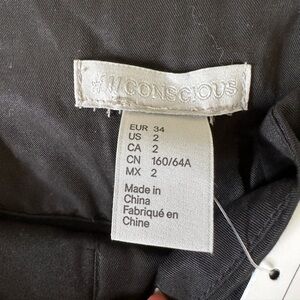 H&M CONSCIOUS
EUR 34
US 2
CA 2
CN 160/64A
MX 2
Made in
China
Fabriqué en
Chine